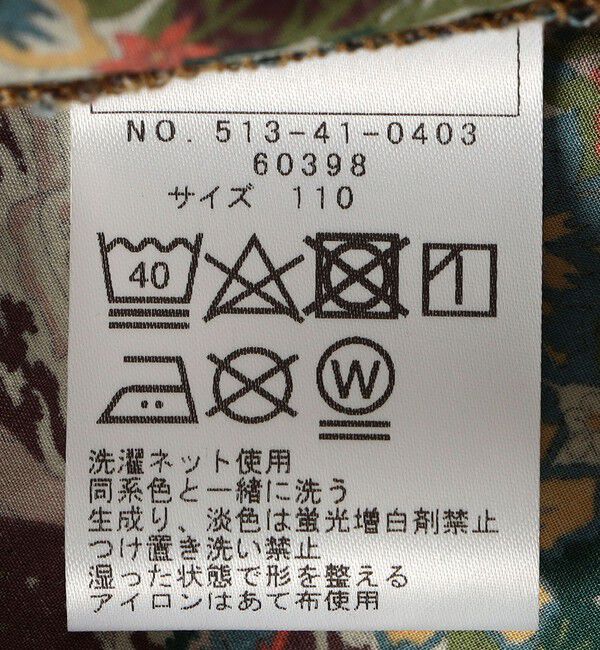 NO. 513-41-0403
60398
サイズ 110
40
W
洗濯ネット使用
同系色と一緒に洗う
生成り、淡色は蛍光増白剤禁止
つけ置き洗い禁止
湿った状態で形を整える
アイロンはあて布使用